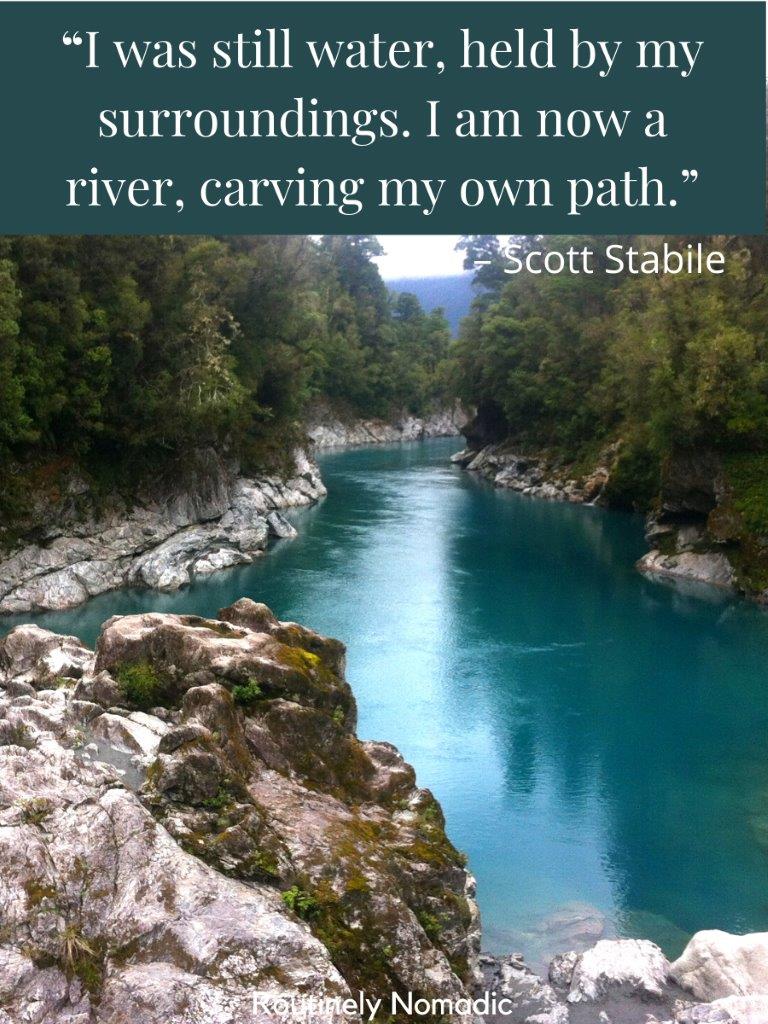 “I was still water, held by my
surroundings. I am now a
river, carving my own path.”
– Scott Stabile
Routinely Nomadic